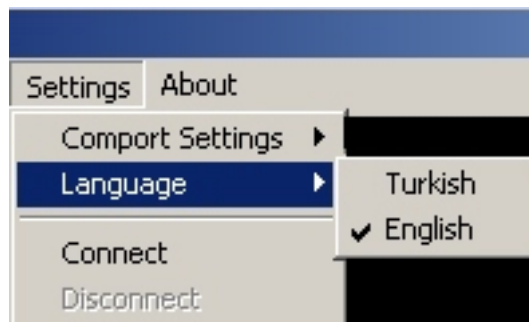 Settings About
Comport Settings
Language
Turkish
English
Connect
Disconnect